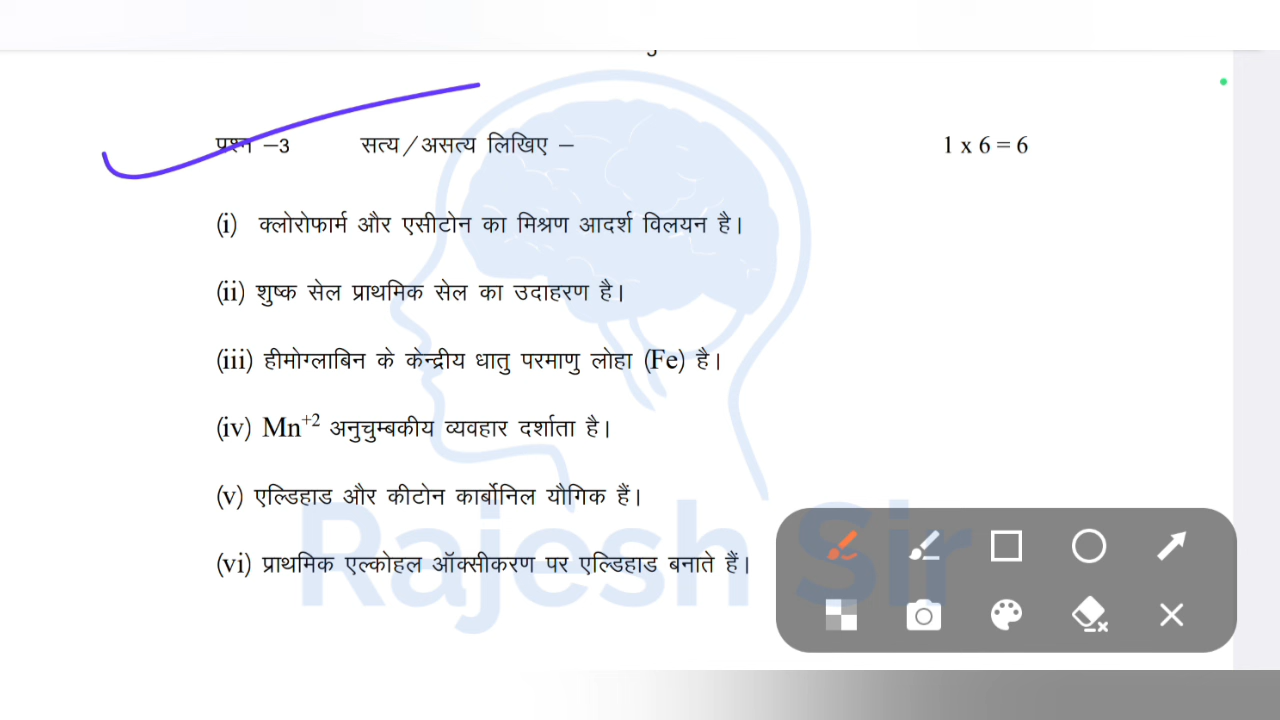 प्रश्न –3 सत्य/असत्य लिखिए – 1 x 6 = 6
(i) क्लोरोफार्म और एसीटोन का मिश्रण आदर्श विलयन है।
(ii) शुष्क सेल प्राथमिक सेल का उदाहरण है।
(iii) हीमोग्लाबिन के केन्द्रीय धातु परमाणु लोहा (Fe) है।
(iv) Mn+2 अनुचुम्बकीय व्यवहार दर्शाता है।
(v) एल्डिहाड और कीटोन कार्बोनिल यौगिक हैं।
(vi) प्राथमिक एल्कोहल ऑक्सीकरण पर एल्डिहाड बनाते हैं।
Rajesh Sir